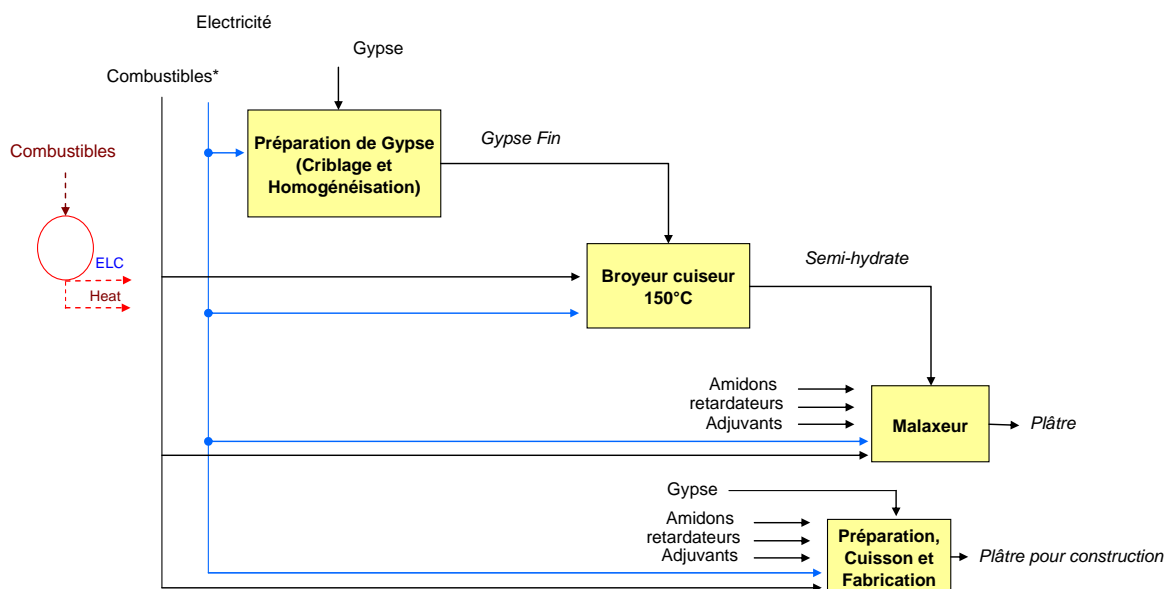 Electricité
Gypse
Combustibles*
Combustibles
Préparation de Gypse
(Criblage et
Homogénéisation)
Gypse Fin
ELC
Heat
Broyeur cuiseur
150°C
Semi-hydrate
Amidons
retardateurs
Adjuvants
Malaxeur
Plâtre
Gypse
Amidons
retardateurs
Adjuvants
Préparation,
Cuisson et
Fabrication
Plâtre pour construction